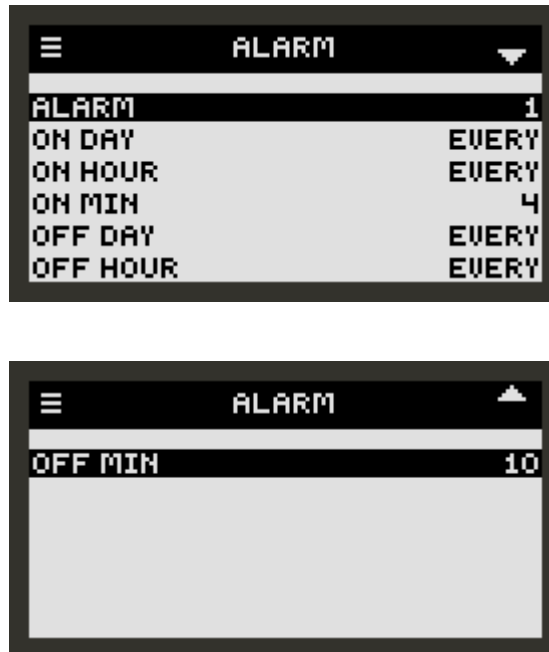 ALARM
ALARM 1
ON DAY EVERY
ON HOUR EVERY
ON MIN 4
OFF DAY EVERY
OFF HOUR EVERY
ALARM
OFF MIN 10